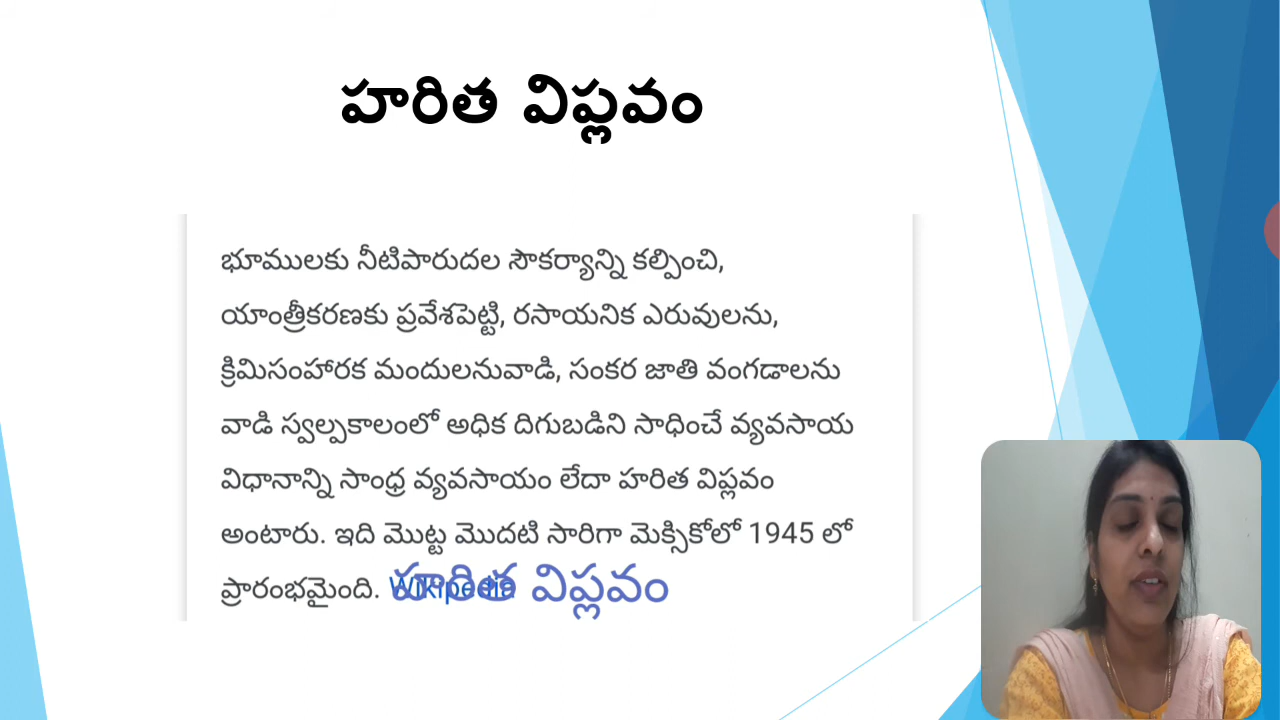 హరిత విప్లవం
భూములకు నీటిపారుదల సౌకర్యాన్ని కల్పించి,
యాంత్రీకరణకు ప్రవేశపెట్టి, రసాయనిక ఎరువులను,
క్రిమిసంహారక మందులనువాడి, సంకర జాతి వంగడాలను
వాడి స్వల్పకాలంలో అధిక దిగుబడిని సాధించే వ్యవసాయ
విధానాన్ని సాంధ్ర వ్యవసాయం లేదా హరిత విప్లవం
అంటారు. ఇది మొట్ట మొదటి సారిగా మెక్సికోలో 1945 లో
ప్రారంభమైంది. Wikipedia
హరిత విప్లవం